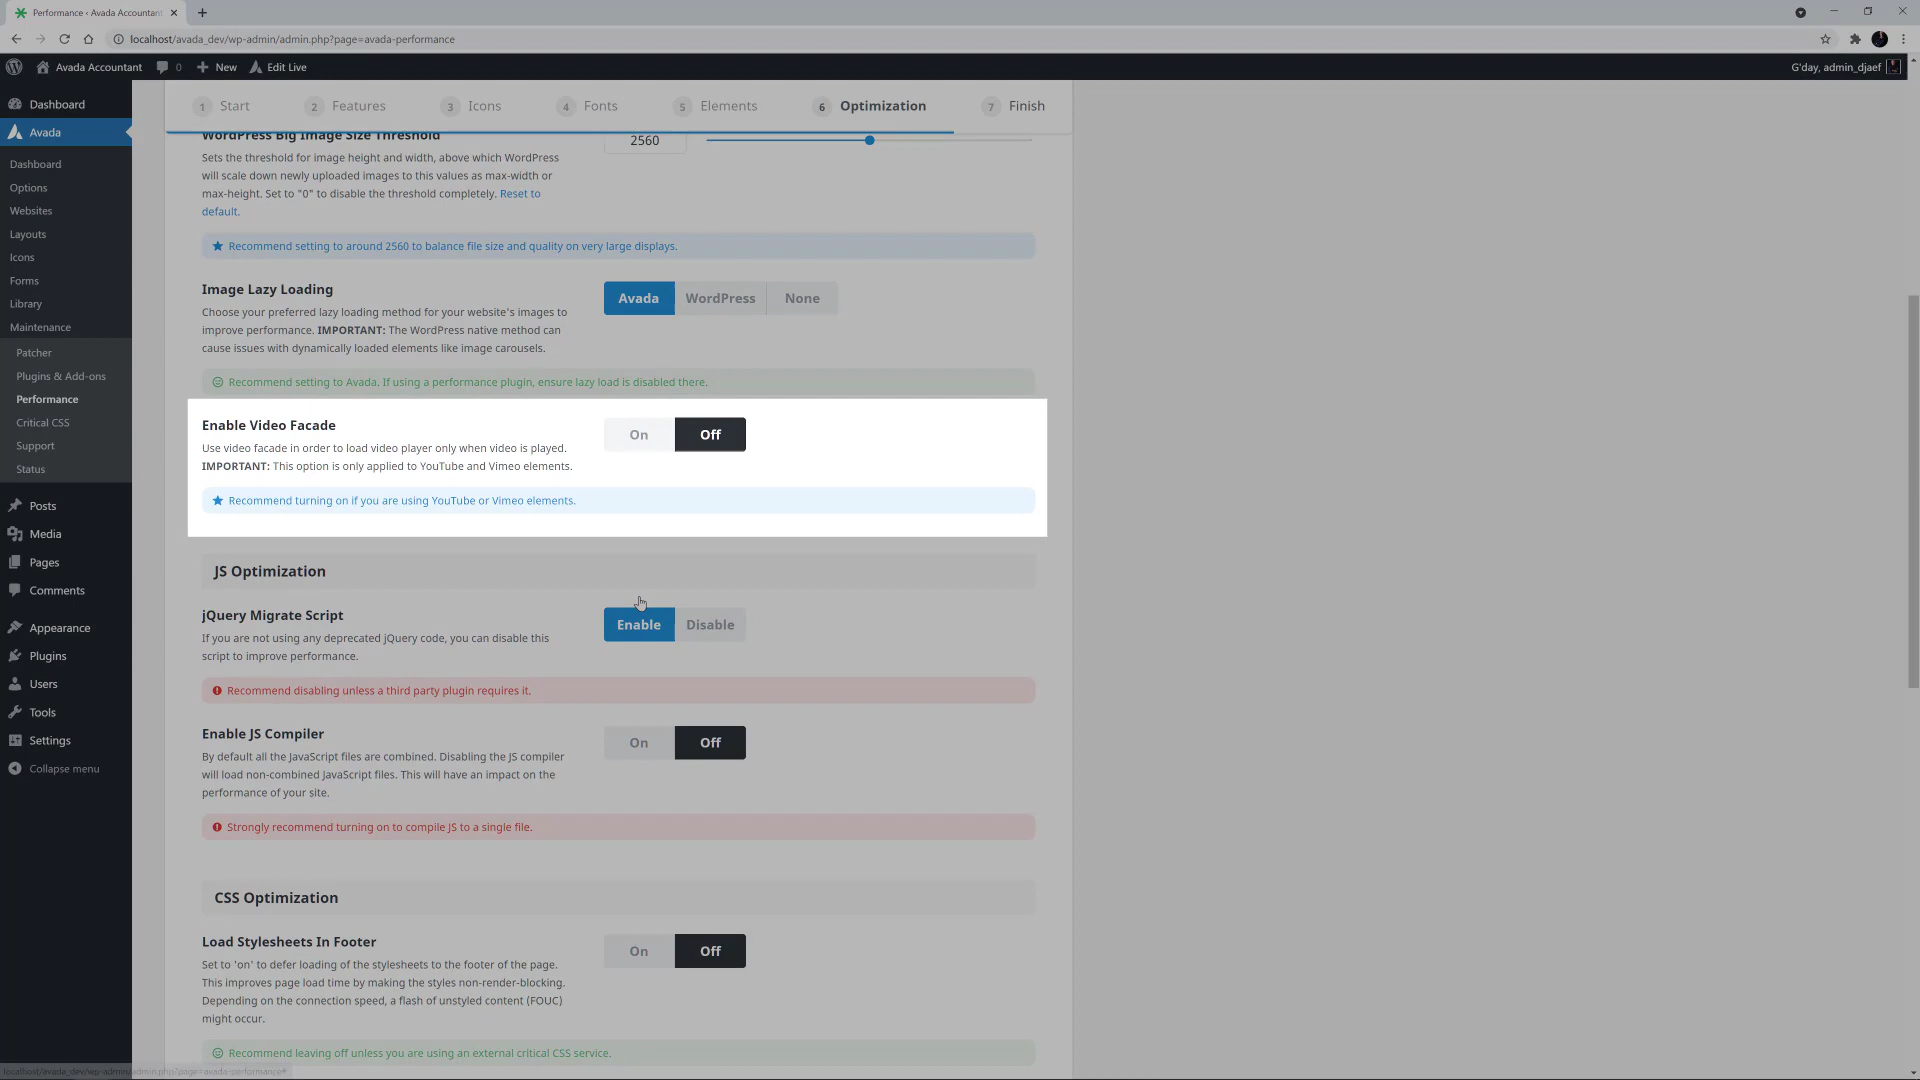 Performance ‹ Avada Accountant
localhost/avada_dev/wp-admin/admin.php?page=avada-performance
Avada Accountant
0
New
Edit Live
G'day, admin_djaef
Dashboard
Avada
Dashboard
Options
Websites
Layouts
Icons
Forms
Library
Maintenance
Patcher
Plugins & Add-ons
Performance
Critical CSS
Support
Status
Posts
Media
Pages
Comments
Appearance
Plugins
Users
Tools
Settings
Collapse menu
1 Start
2 Features
3 Icons
4 Fonts
5 Elements
6 Optimization
7 Finish
WordPress Big Image Size Threshold
2560
Sets the threshold for image height and width, above which WordPress
will scale down newly uploaded images to this values as max-width or
max-height. Set to "0" to disable the threshold completely. Reset to
default.
Recommend setting to around 2560 to balance file size and quality on very large displays.
Image Lazy Loading
Avada WordPress None
Choose your preferred lazy loading method for your website's images to
improve performance. IMPORTANT: The WordPress native method can
cause issues with dynamically loaded elements like image carousels.
Recommend setting to Avada. If using a performance plugin, ensure lazy load is disabled there.
Enable Video Facade
On Off
Use video facade in order to load video player only when video is played.
IMPORTANT: This option is only applied to YouTube and Vimeo elements.
Recommend turning on if you are using YouTube or Vimeo elements.
JS Optimization
jQuery Migrate Script
Enable Disable
If you are not using any deprecated jQuery code, you can disable this
script to improve performance.
Recommend disabling unless a third party plugin requires it.
Enable JS Compiler
On Off
By default all the JavaScript files are combined. Disabling the JS compiler
will load non-combined JavaScript files. This will have an impact on the
performance of your site.
Strongly recommend turning on to compile JS to a single file.
CSS Optimization
Load Stylesheets In Footer
On Off
Set to 'on' to defer loading of the stylesheets to the footer of the page.
This improves page load time by making the styles non-render-blocking.
Depending on the connection speed, a flash of unstyled content (FOUC)
might occur.
Recommend leaving off unless you are using an external critical CSS service.
localhost/avada_dev/wp-admin/admin.php?page=avada-performance#